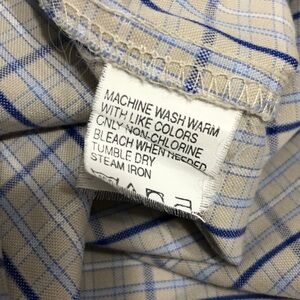 MACHINE WASH WARM
WITH LIKE COLORS
ONLY NON-CHLORINE
BLEACH WHEN NEEDED
TUMBLE DRY
STEAM IRON